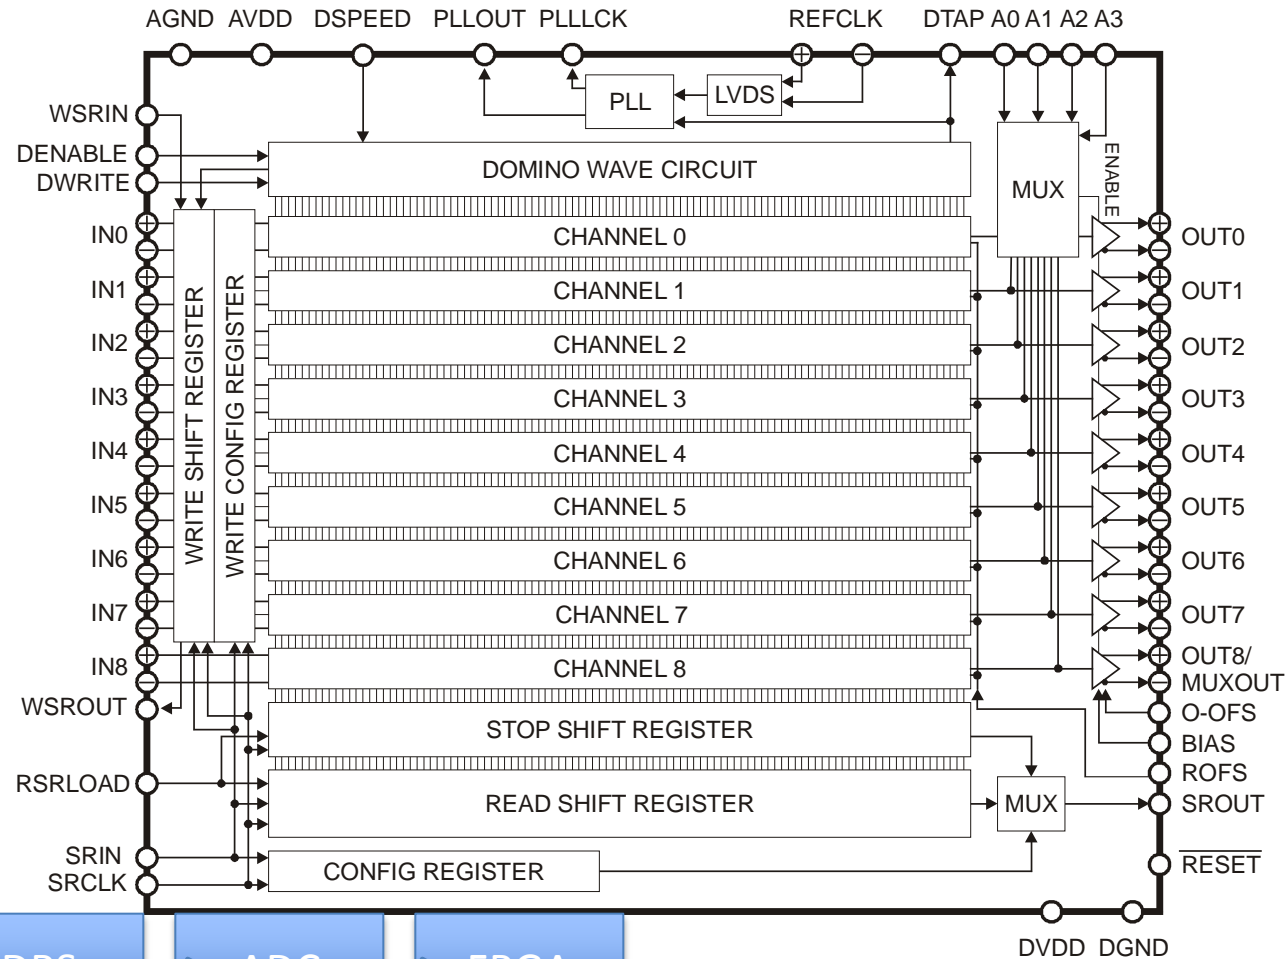 AGND AVDD DSPEED PLLOUT PLLLCK REFCLK DTAP A0 A1 A2 A3
WSRIN
DENABLE
DWRITE
PLL
LVDS
DOMINO WAVE CIRCUIT
MUX
ENABLE
WRITE SHIFT REGISTER
WRITE CONFIG REGISTER
IN0 CHANNEL 0 OUT0
IN1 CHANNEL 1 OUT1
IN2 CHANNEL 2 OUT2
IN3 CHANNEL 3 OUT3
IN4 CHANNEL 4 OUT4
IN5 CHANNEL 5 OUT5
IN6 CHANNEL 6 OUT6
IN7 CHANNEL 7 OUT7
IN8 CHANNEL 8 OUT8/
MUXOUT
WSROUT
STOP SHIFT REGISTER
O-OFS
BIAS
ROFS
RSRLOAD
READ SHIFT REGISTER
MUX
SROUT
SRIN
SRCLK
CONFIG REGISTER
RESET
DVDD DGND
ADC
FPGA